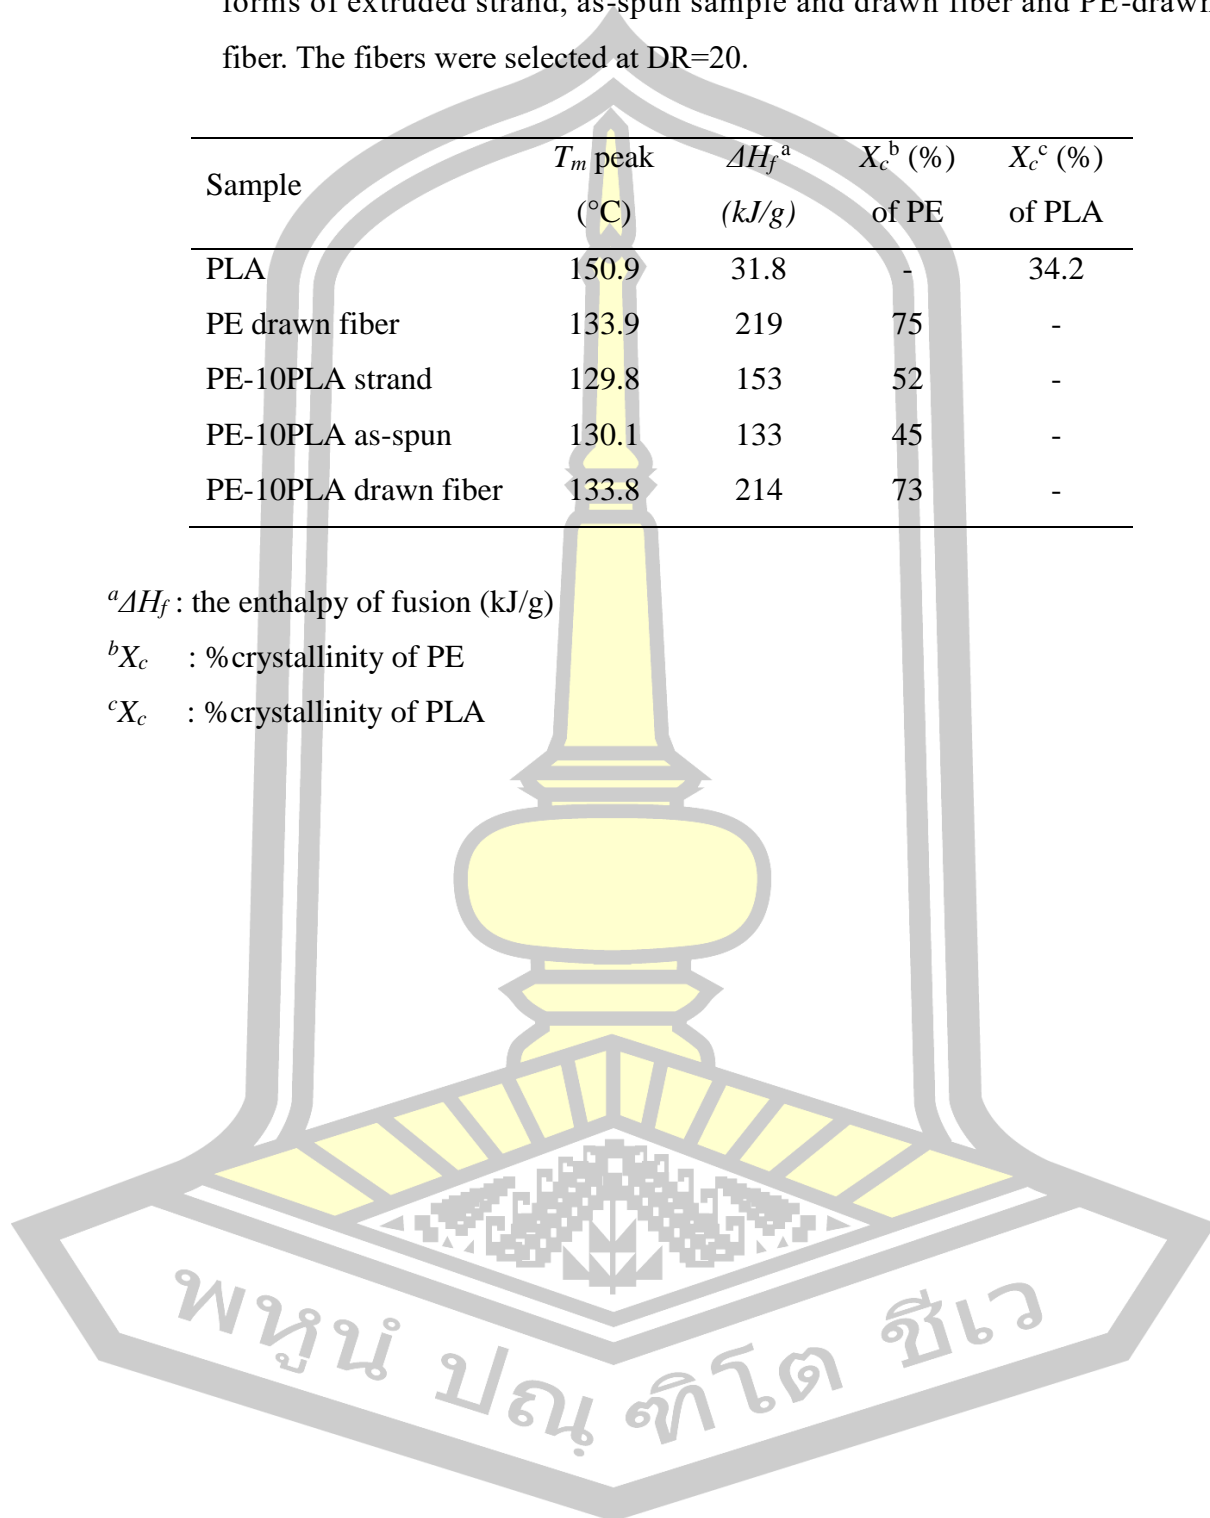 forms of extruded strand, as-spun sample and drawn fiber and PE-drawn
fiber. The fibers were selected at DR=20.
Sample Tm peak (°C) ΔHf a (kJ/g) Xc b (%) of PE Xc c (%) of PLA
PLA 150.9 31.8 - 34.2
PE drawn fiber 133.9 219 75 -
PE-10PLA strand 129.8 153 52 -
PE-10PLA as-spun 130.1 133 45 -
PE-10PLA drawn fiber 133.8 214 73 -
a ΔHf : the enthalpy of fusion (kJ/g)
b Xc : %crystallinity of PE
c Xc : %crystallinity of PLA
พหูนํ ปณฺฑิโต ชีเว